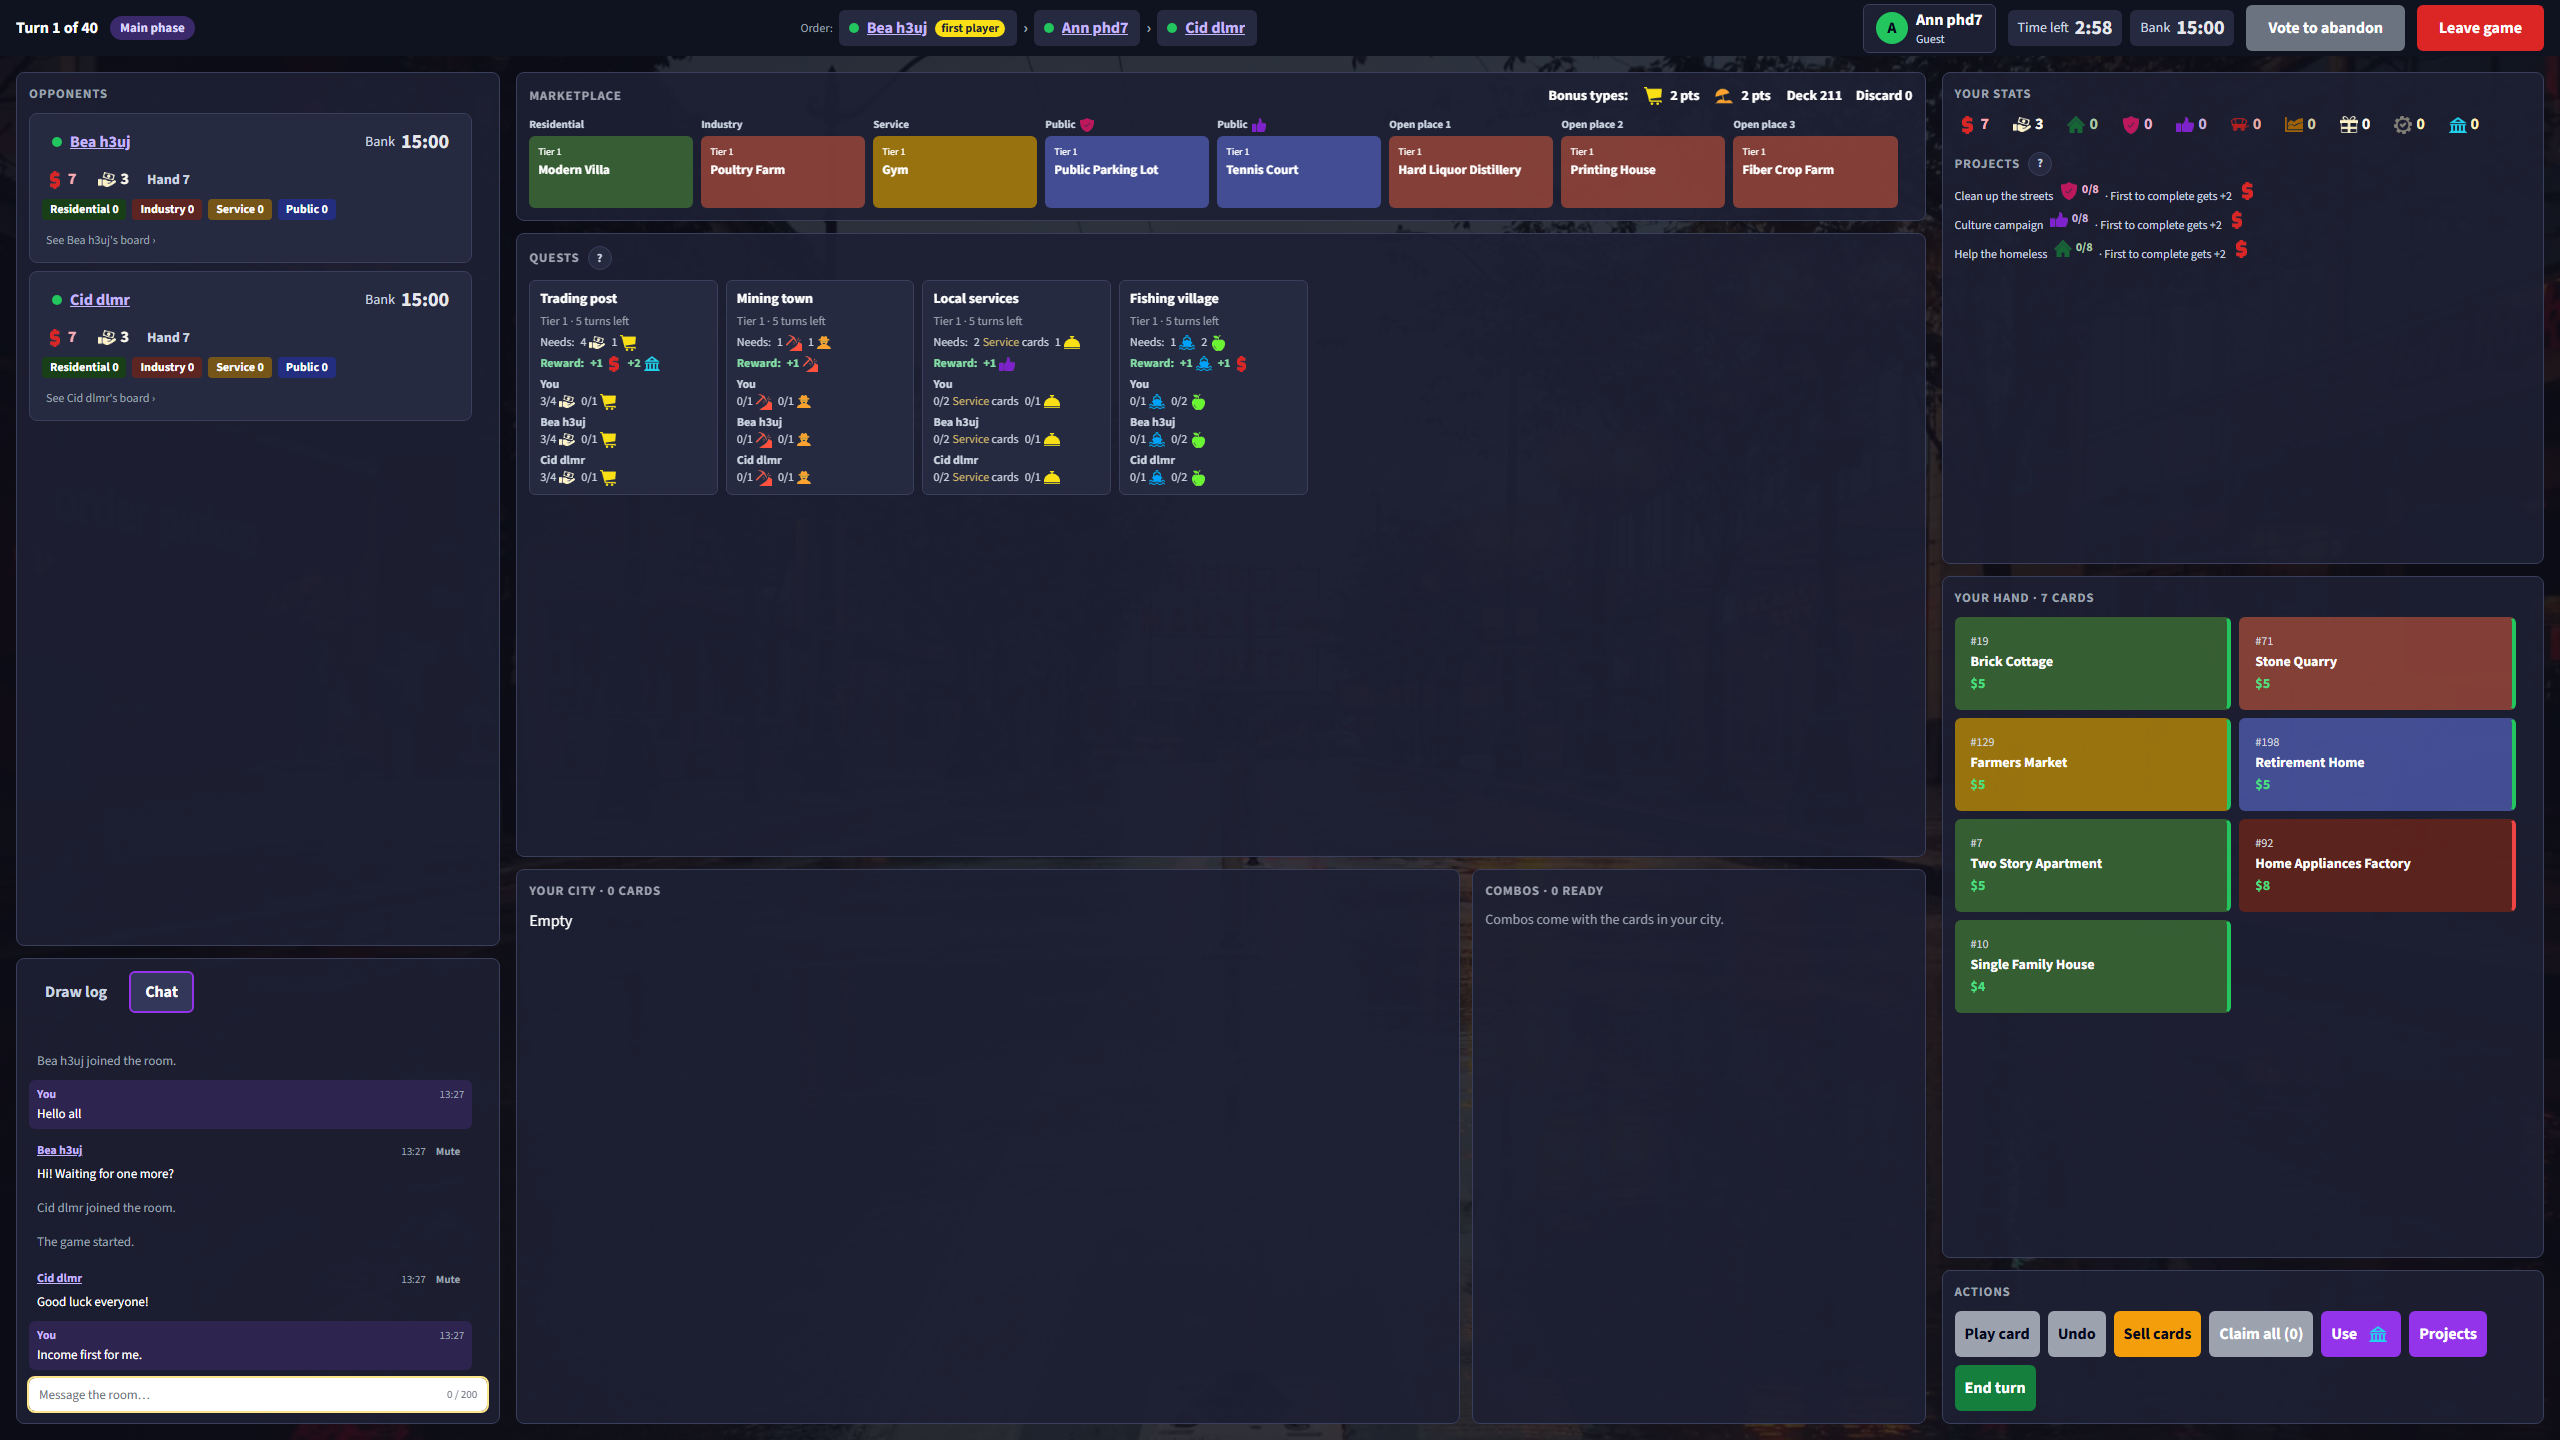 Turn 1 of 40 Main phase
Order: Bea h3uj first player › Ann phd7 › Cid dlmr
A Ann phd7
Guest
Time left 2:58
Bank 15:00
Vote to abandon
Leave game
OPPONENTS
Bea h3uj Bank 15:00
7 3 Hand 7
Residential 0 Industry 0 Service 0 Public 0
See Bea h3uj's board ›
Cid dlmr Bank 15:00
7 3 Hand 7
Residential 0 Industry 0 Service 0 Public 0
See Cid dlmr's board ›
Draw log Chat
Bea h3uj joined the room.
You 13:27
Hello all
Bea h3uj 13:27 Mute
Hi! Waiting for one more?
Cid dlmr joined the room.
The game started.
Cid dlmr 13:27 Mute
Good luck everyone!
You 13:27
Income first for me.
Message the room… 0 / 200
MARKETPLACE
Bonus types: 2 pts 2 pts Deck 211 Discard 0
Residential
Tier 1
Modern Villa
Industry
Tier 1
Poultry Farm
Service
Tier 1
Gym
Public
Tier 1
Public Parking Lot
Public
Tier 1
Tennis Court
Open place 1
Tier 1
Hard Liquor Distillery
Open place 2
Tier 1
Printing House
Open place 3
Tier 1
Fiber Crop Farm
QUESTS ?
Trading post
Tier 1 · 5 turns left
Needs: 4 1
Reward: +1 +2
You
3/4 0/1
Bea h3uj
3/4 0/1
Cid dlmr
3/4 0/1
Mining town
Tier 1 · 5 turns left
Needs: 1 1
Reward: +1
You
0/1 0/1
Bea h3uj
0/1 0/1
Cid dlmr
0/1 0/1
Local services
Tier 1 · 5 turns left
Needs: 2 Service cards 1
Reward: +1
You
0/2 Service cards 0/1
Bea h3uj
0/2 Service cards 0/1
Cid dlmr
0/2 Service cards 0/1
Fishing village
Tier 1 · 5 turns left
Needs: 1 2
Reward: +1 +1
You
0/1 0/2
Bea h3uj
0/1 0/2
Cid dlmr
0/1 0/2
YOUR CITY · 0 CARDS
Empty
COMBOS · 0 READY
Combos come with the cards in your city.
YOUR STATS
7 3 0 0 0 0 0 0 0 0
PROJECTS ?
Clean up the streets 0/8 · First to complete gets +2
Culture campaign 0/8 · First to complete gets +2
Help the homeless 0/8 · First to complete gets +2
YOUR HAND · 7 CARDS
#19
Brick Cottage
$5
#71
Stone Quarry
$5
#129
Farmers Market
$5
#198
Retirement Home
$5
#7
Two Story Apartment
$5
#92
Home Appliances Factory
$8
#10
Single Family House
$4
ACTIONS
Play card Undo Sell cards Claim all (0) Use Projects
End turn